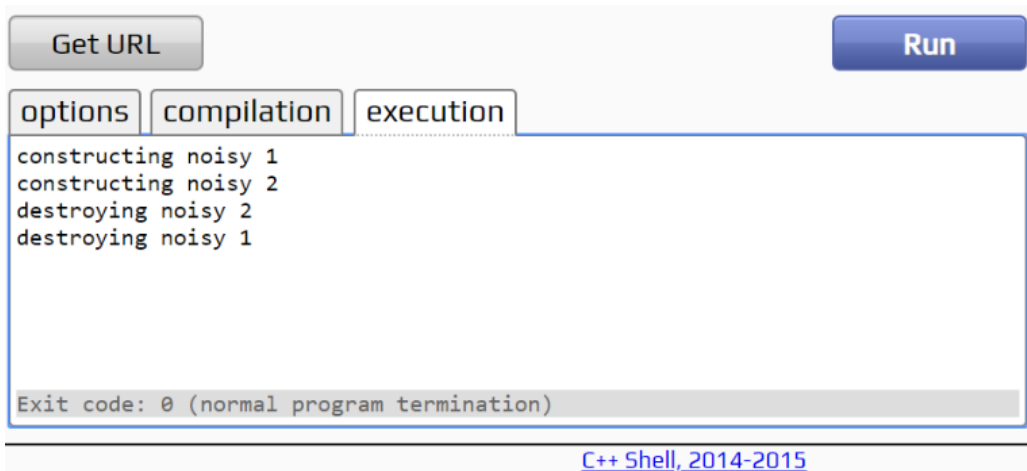 Get URL
Run
options
compilation
execution
constructing noisy 1
constructing noisy 2
destroying noisy 2
destroying noisy 1
Exit code: 0 (normal program termination)
C++ Shell, 2014-2015